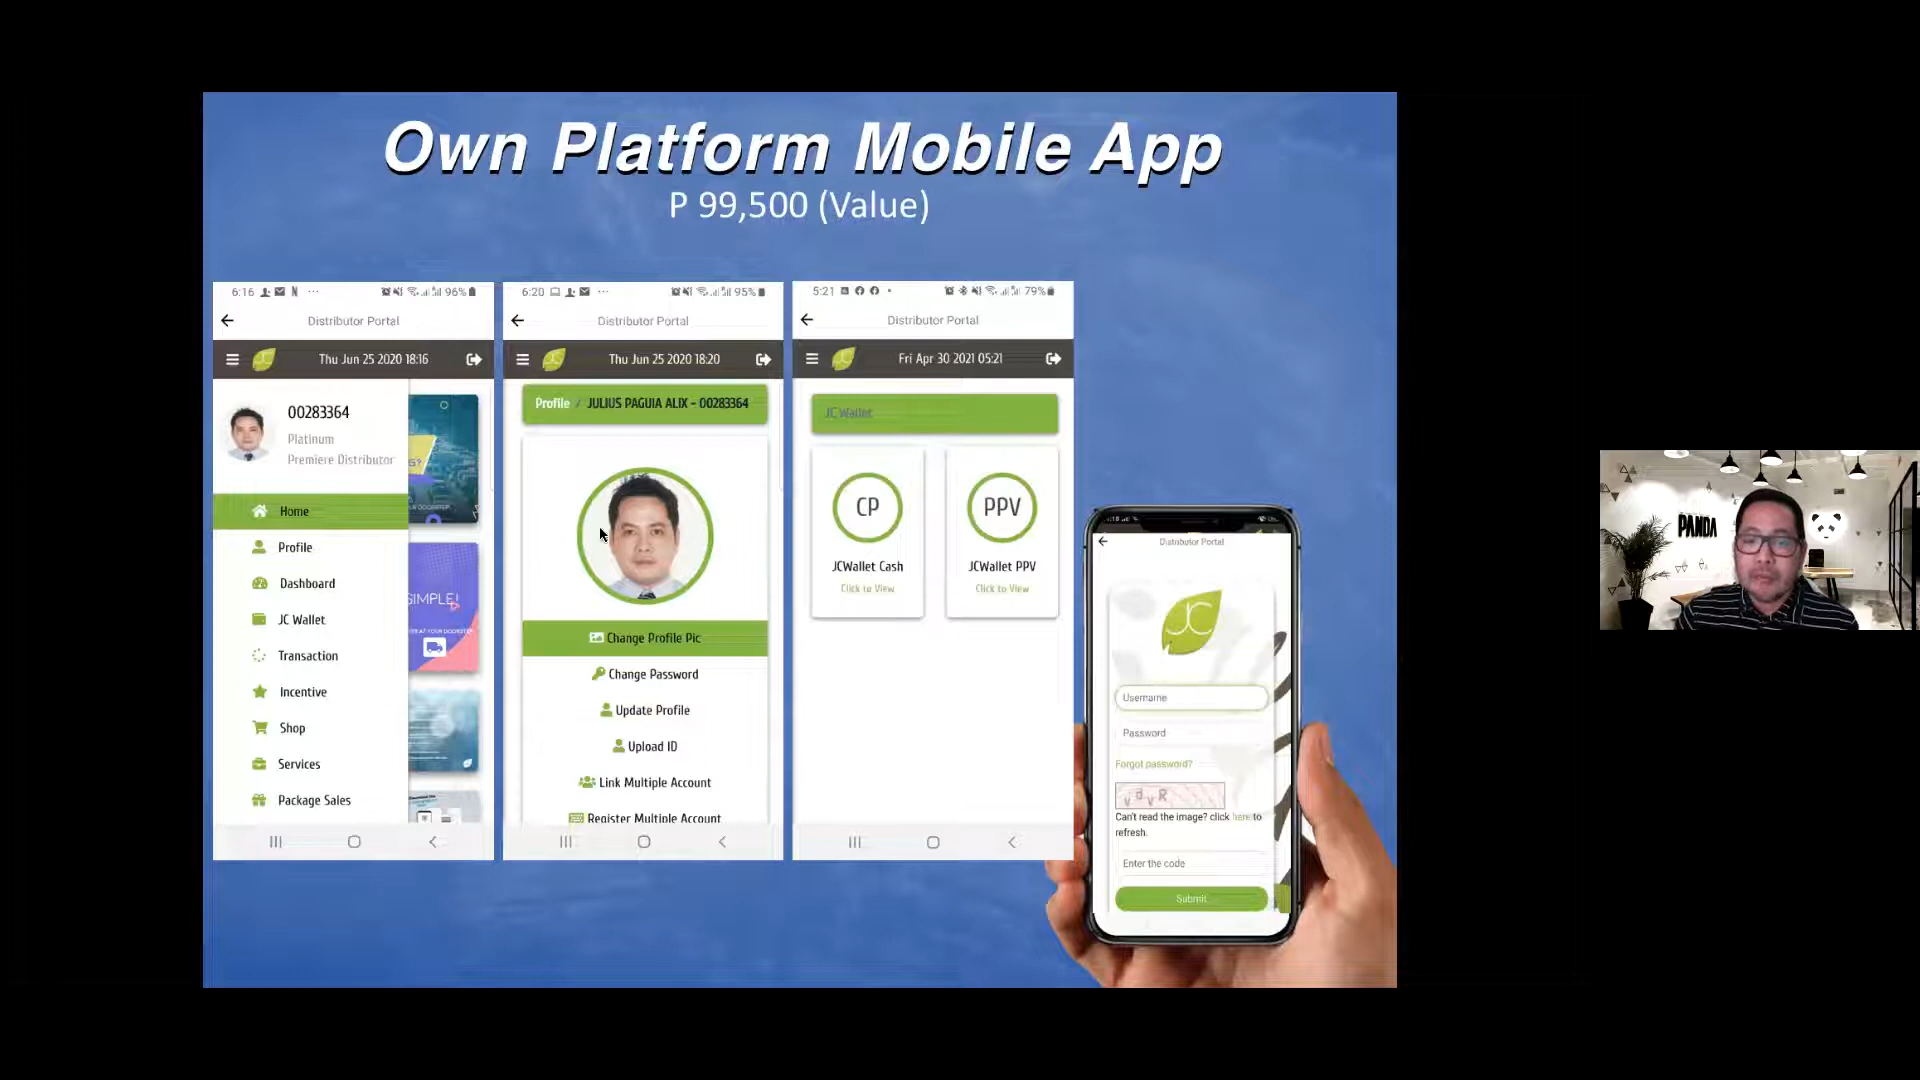 Own Platform Mobile App
P 99,500 (Value)
6:16
96%
Distributor Portal
Thu Jun 25 2020 18:16
00283364
Platinum
Premiere Distributor
Home
Profile
Dashboard
JC Wallet
Transaction
Incentive
Shop
Services
Package Sales
SIMPLE!
6:20
95%
Distributor Portal
Thu Jun 25 2020 18:20
Profile / JULIUS PAGUIA ALIX - 00283364
Change Profile Pic
Change Password
Update Profile
Upload ID
Link Multiple Account
Register Multiple Account
5:21
79%
Distributor Portal
Fri Apr 30 2021 05:21
JC Wallet
CP
JCWallet Cash
Click to View
PPV
JCWallet PPV
Click to View
Distributor Portal
JC
Username
Password
Forgot password?
Can't read the image? click here to
refresh.
Enter the code
Submit
PANDA